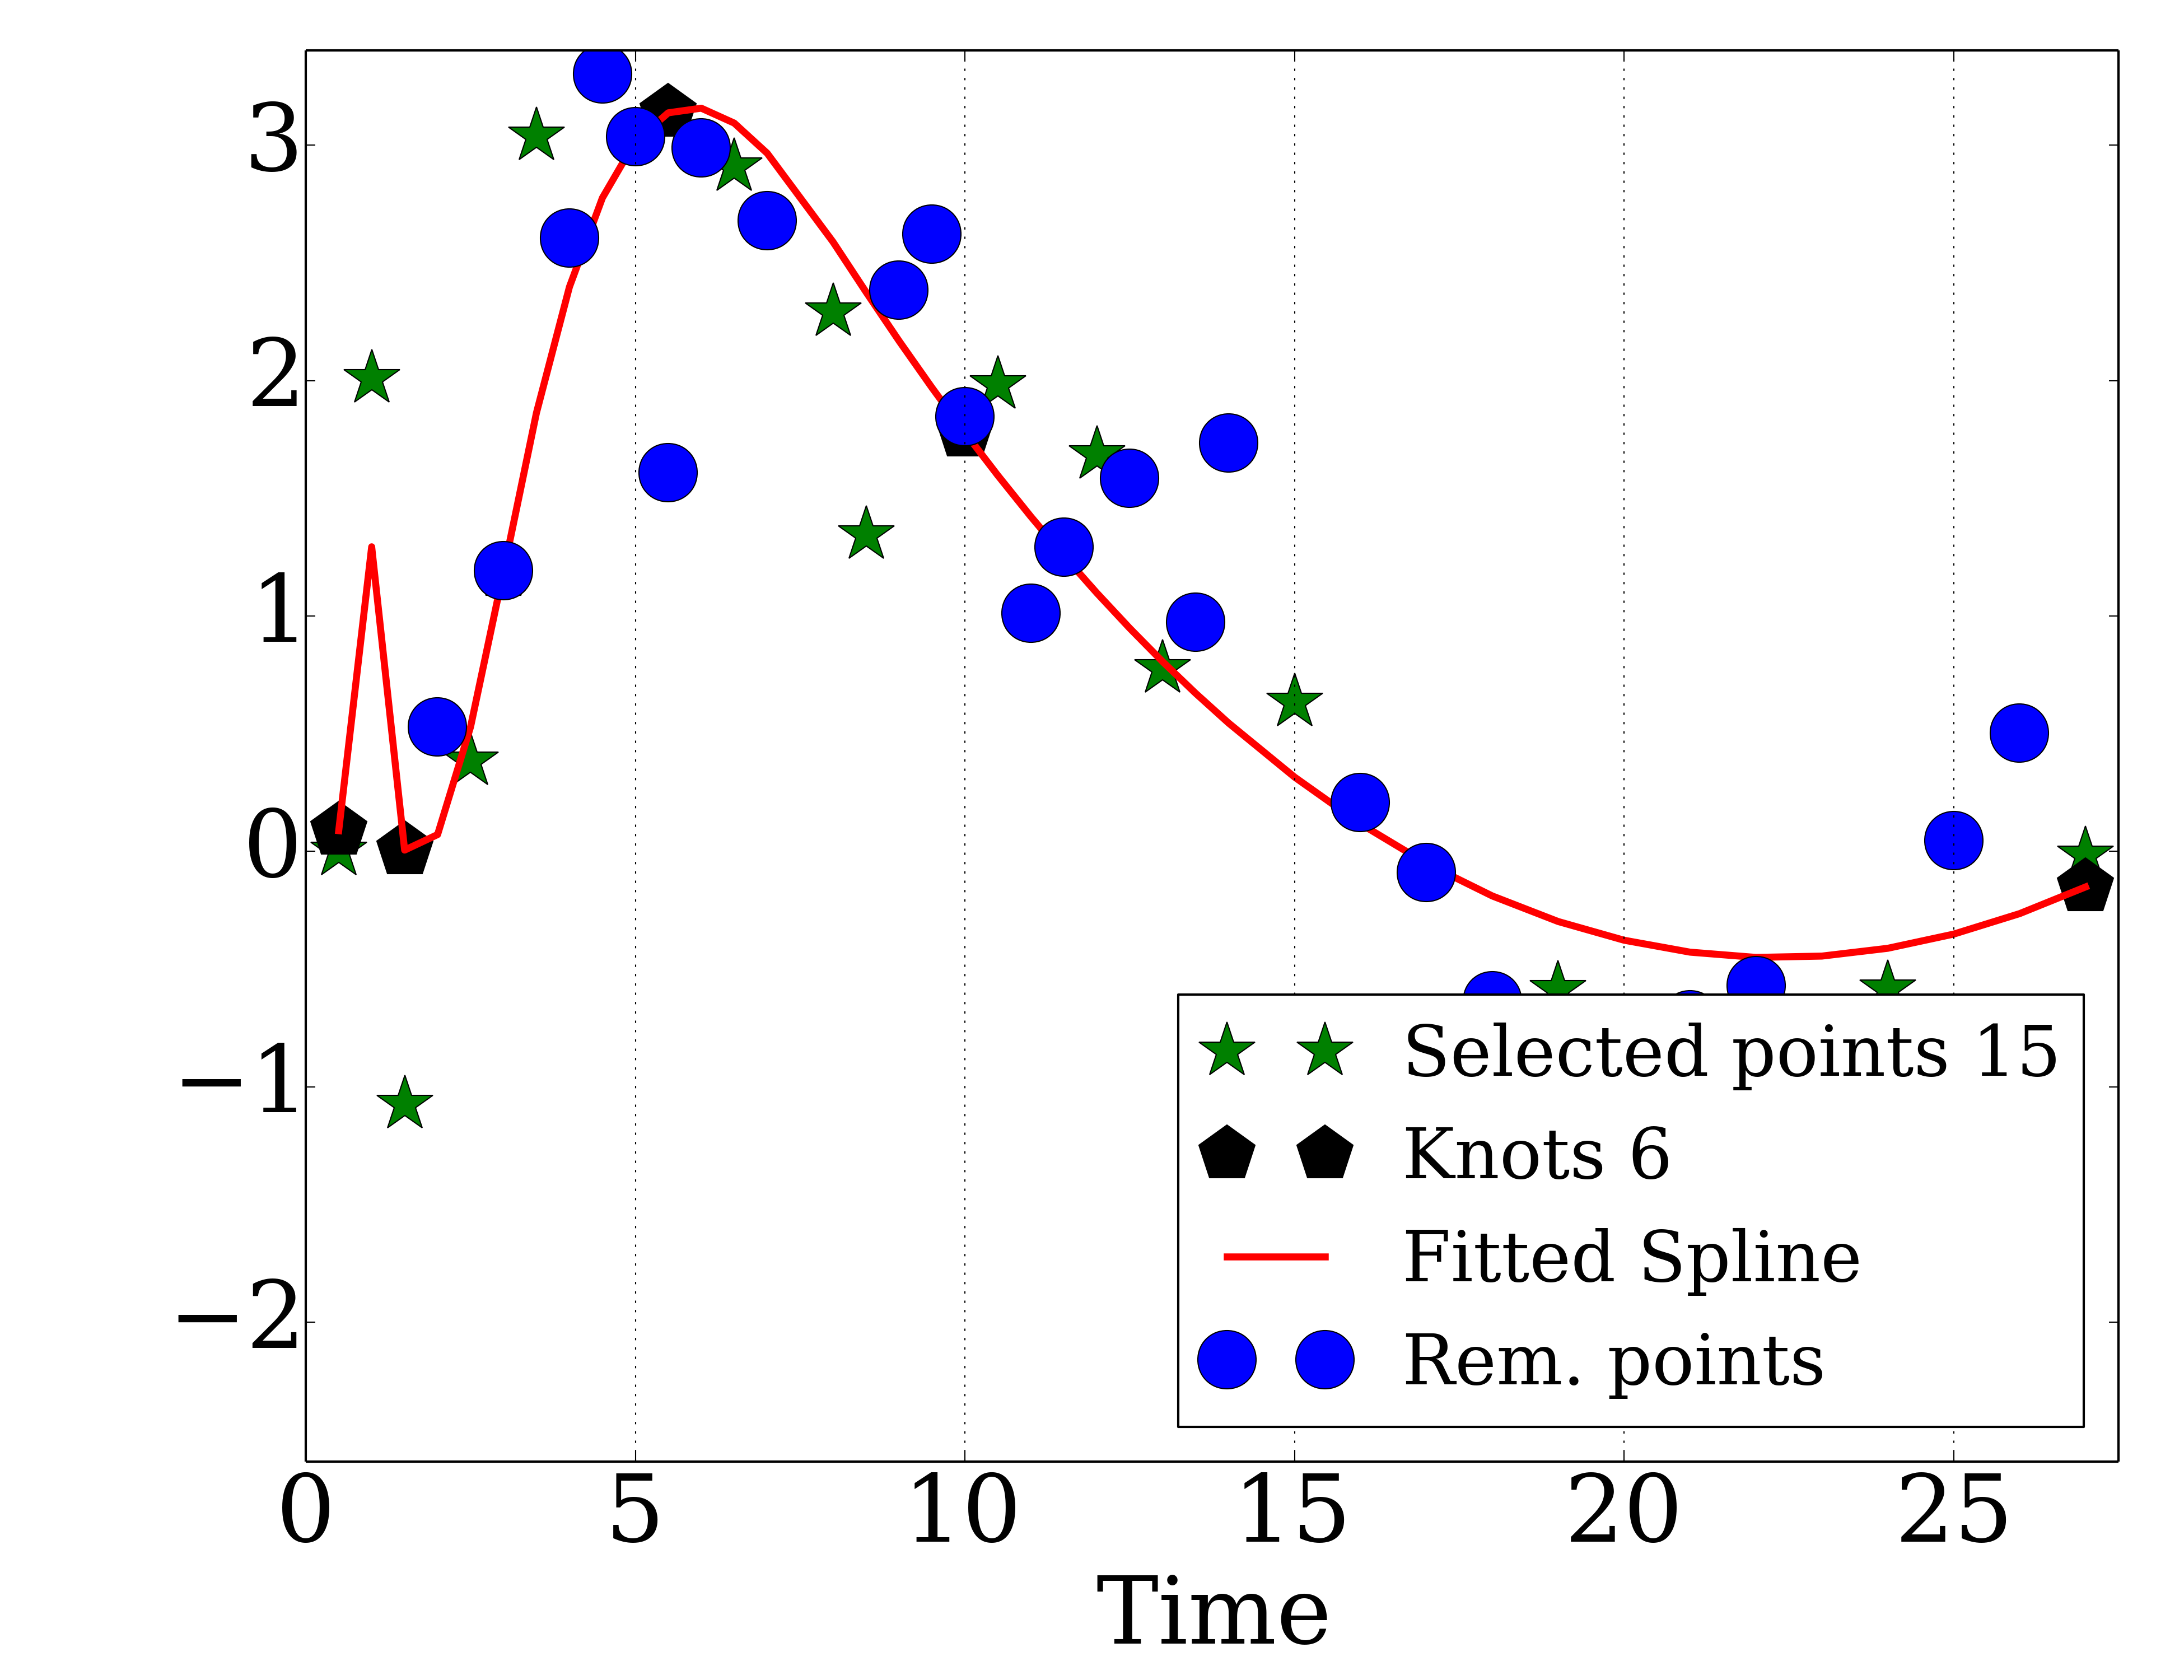 3
2
1
0
−1
−2
0 5 10 15 20 25
Time
Selected points 15
Knots 6
Fitted Spline
Rem. points